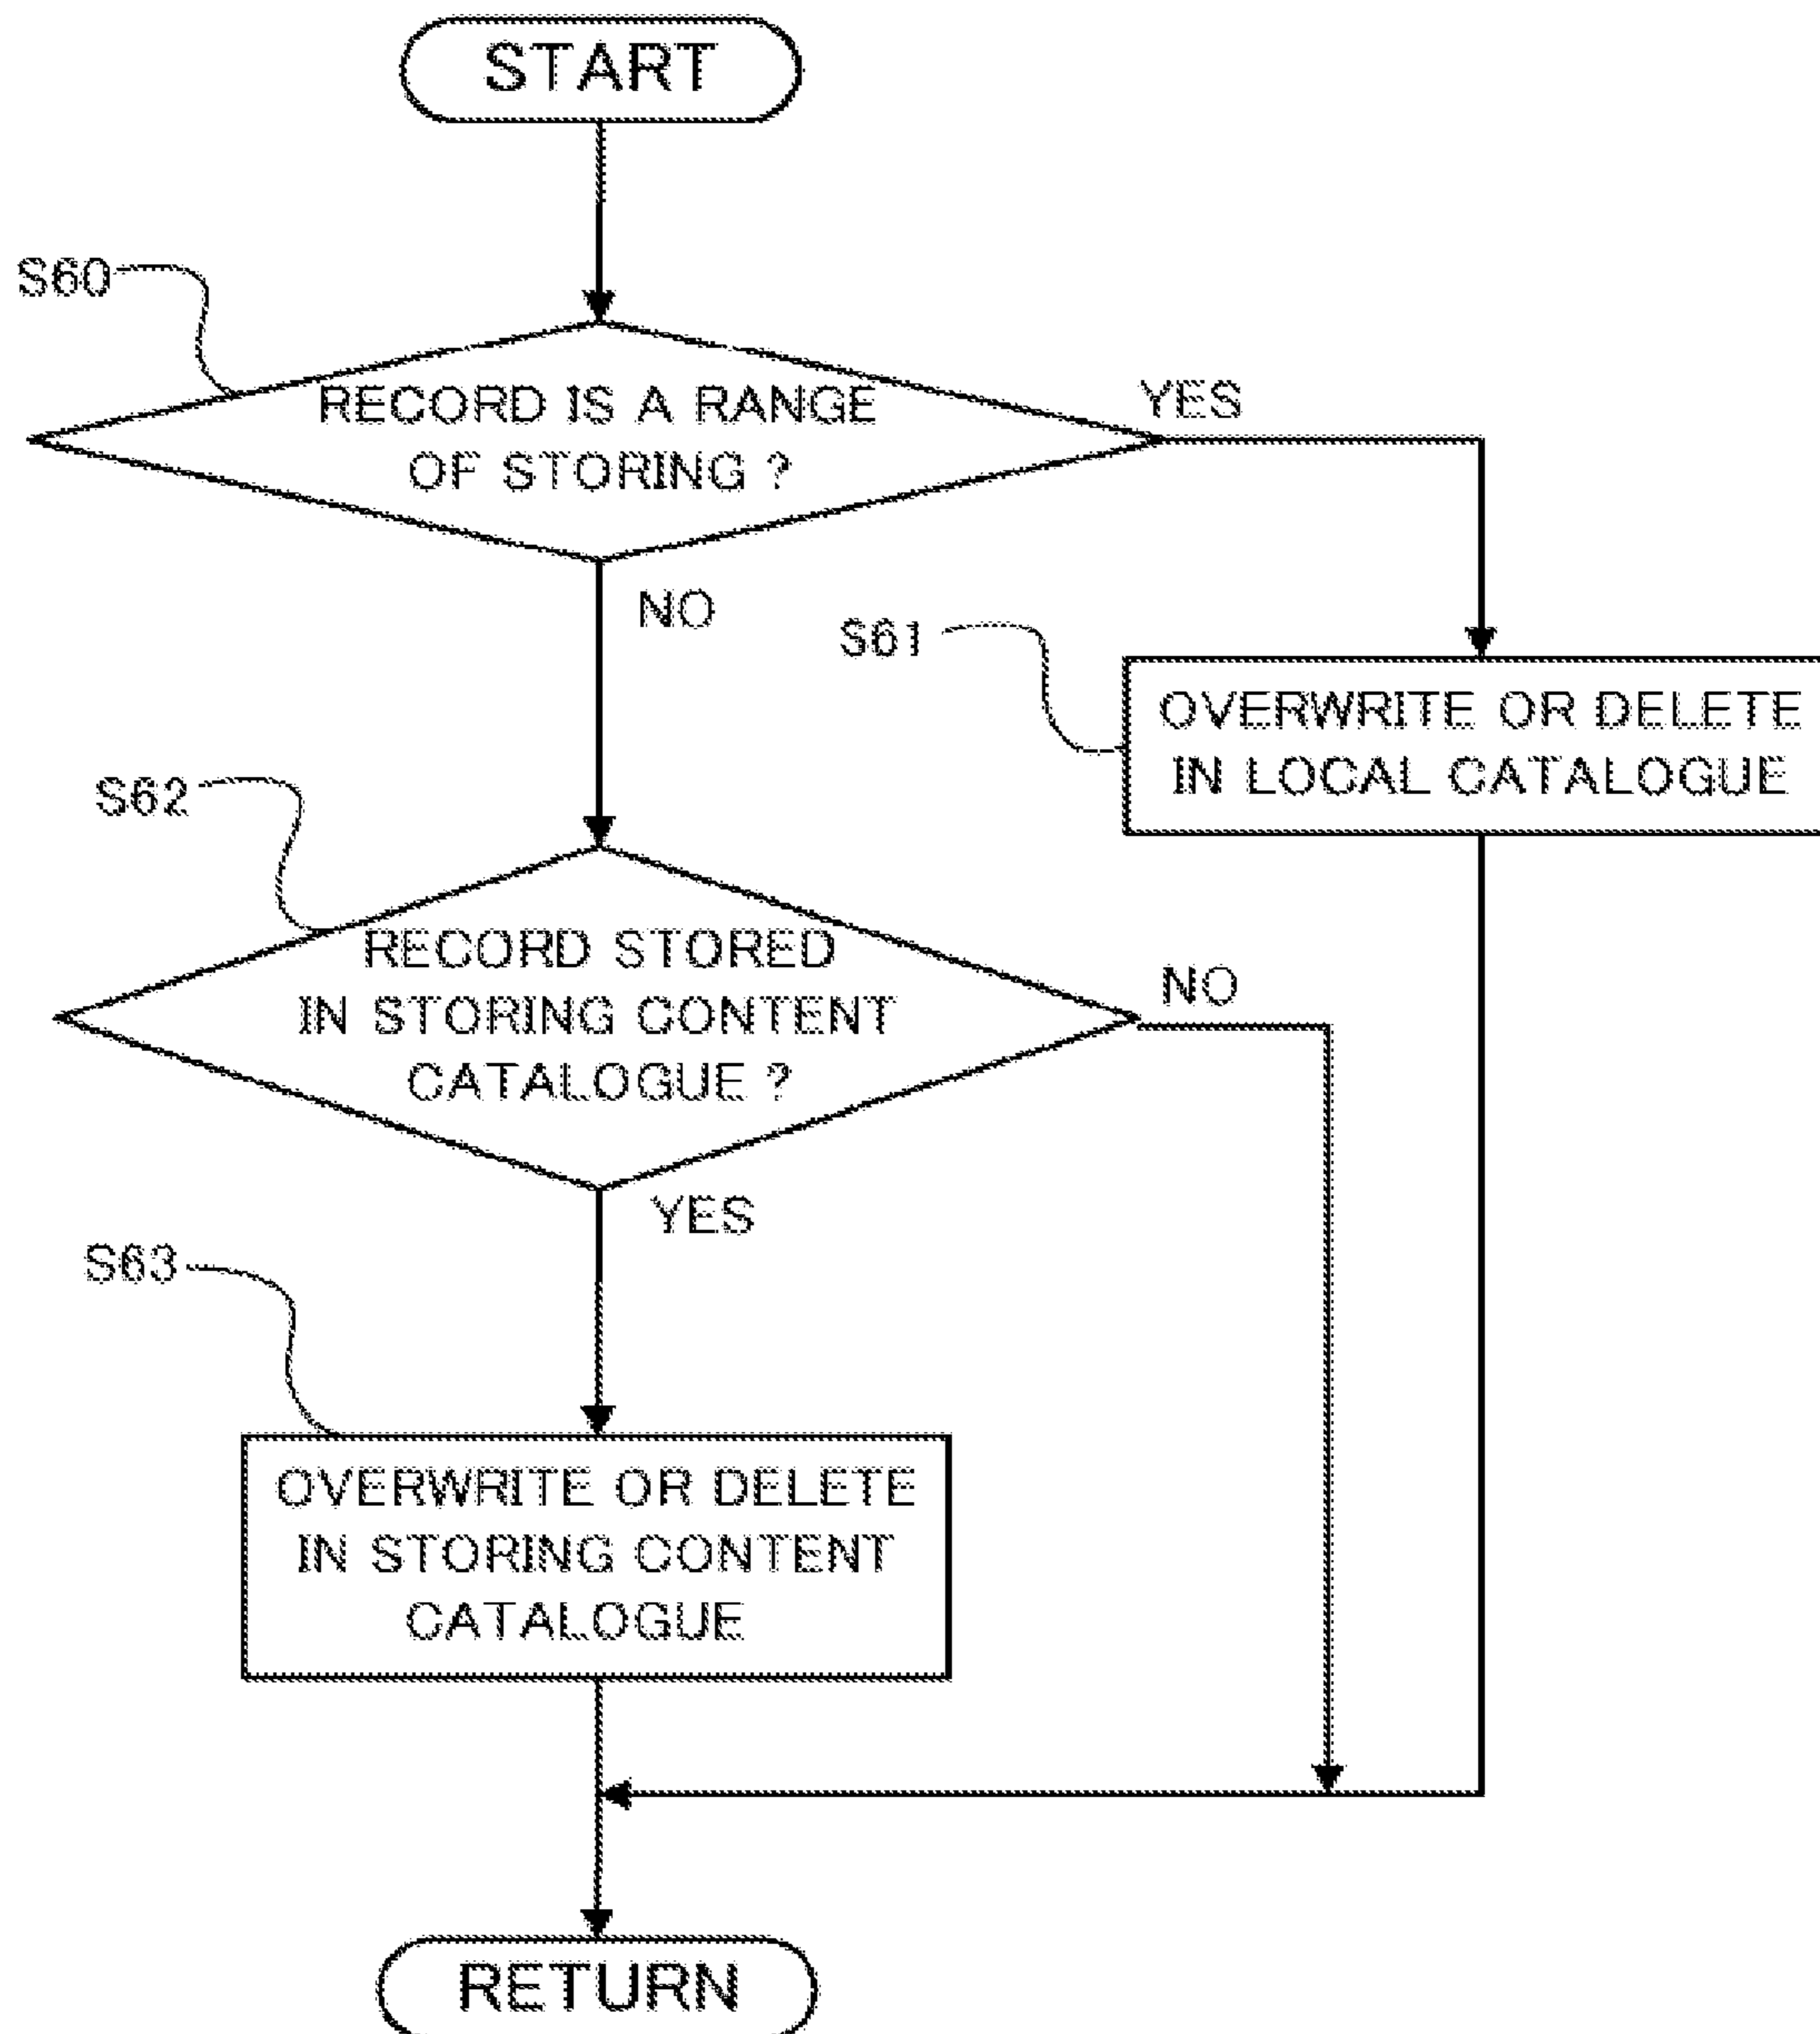 START
S60
RECORD IS A RANGE
OF STORING ?
YES
NO
S61
OVERWRITE OR DELETE
IN LOCAL CATALOGUE
S62
RECORD STORED
IN STORING CONTENT
CATALOGUE ?
NO
YES
S63
OVERWRITE OR DELETE
IN STORING CONTENT
CATALOGUE
RETURN